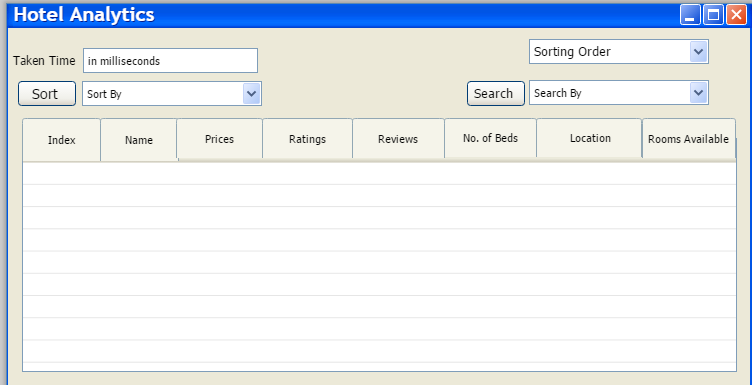 Hotel Analytics
Taken Time
in milliseconds
Sorting Order
Sort
Sort By
Search
Search By
Index
Name
Prices
Ratings
Reviews
No. of Beds
Location
Rooms Available